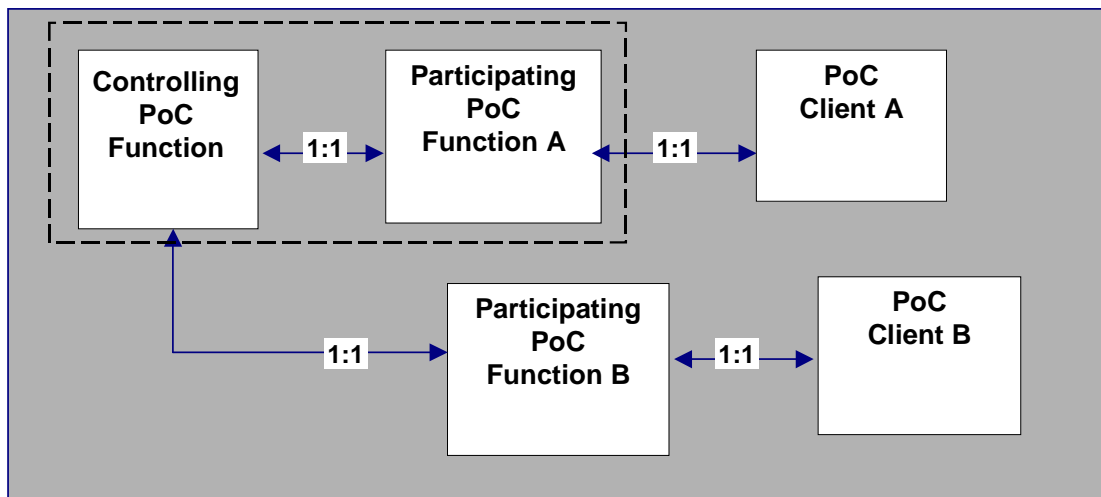 Controlling
PoC
Function
1:1
Participating
PoC
Function A
1:1
PoC
Client A
1:1
Participating
PoC
Function B
1:1
PoC
Client B